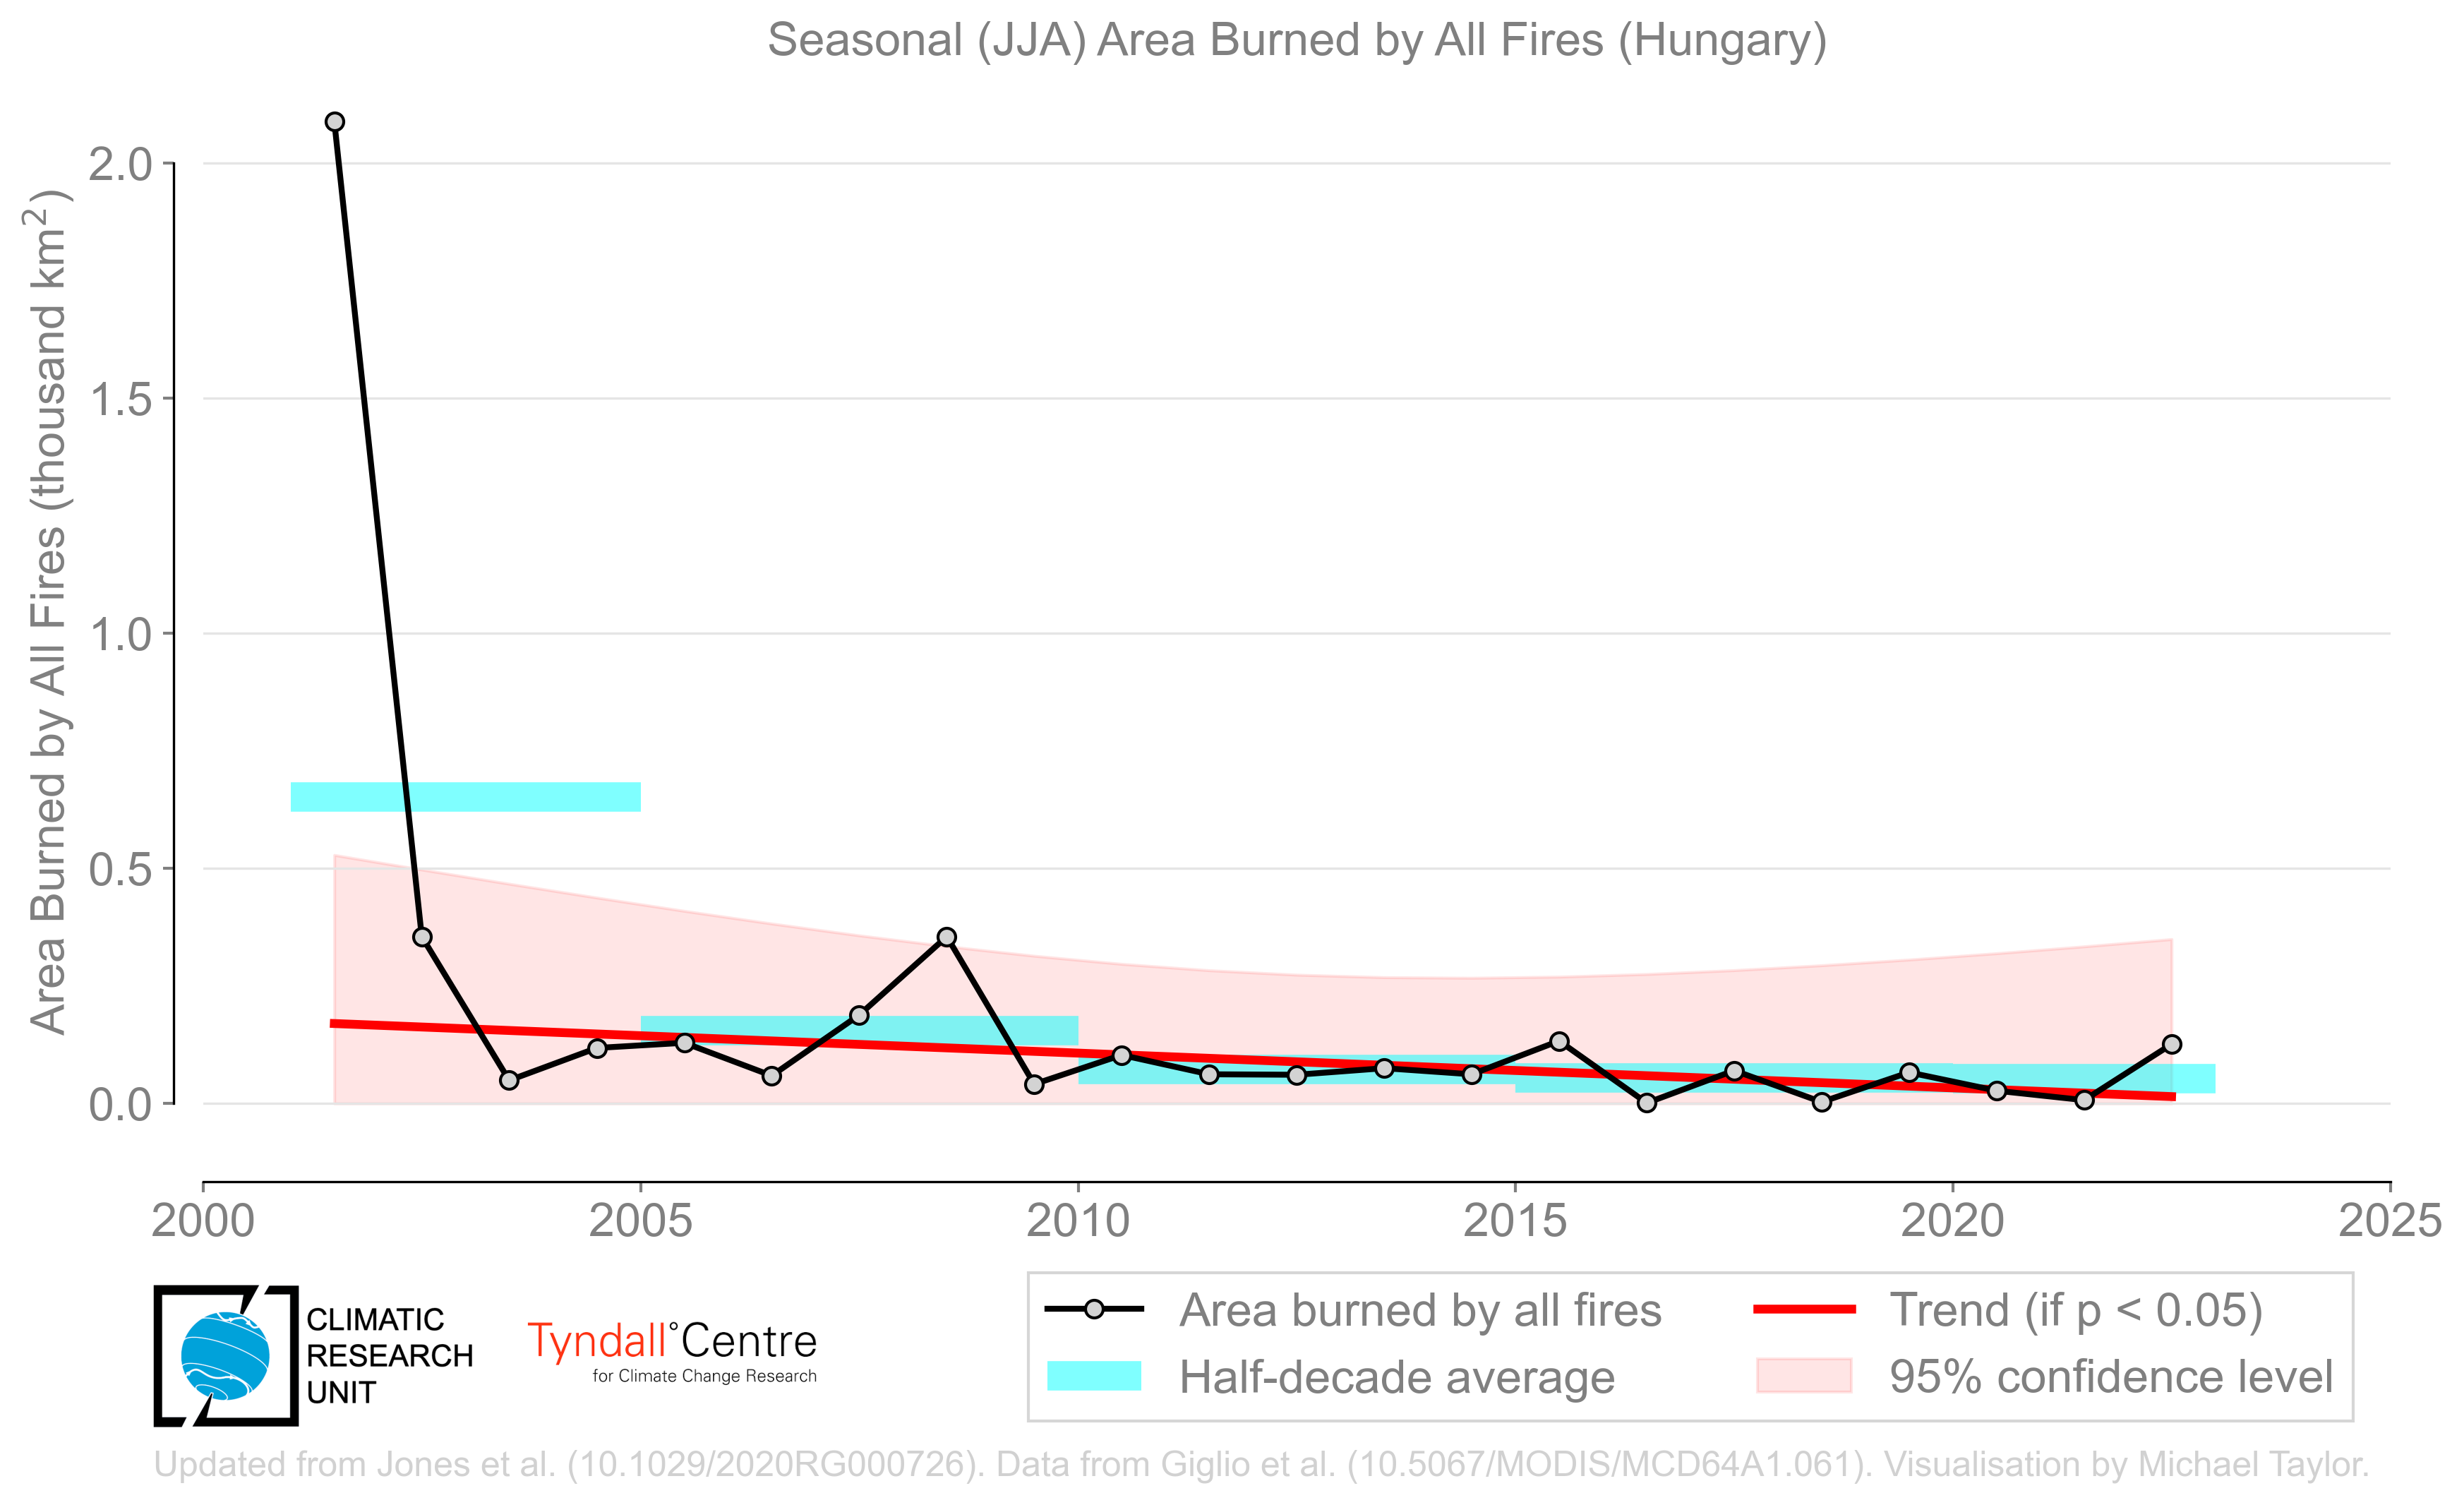 Seasonal (JJA) Area Burned by All Fires (Hungary)
Area Burned by All Fires (thousand km²)
2.0
1.5
1.0
0.5
0.0
2000 2005 2010 2015 2020 2025
CLIMATIC
RESEARCH
UNIT
Tyndall°Centre
for Climate Change Research
Area burned by all fires
Half-decade average
Trend (if p < 0.05)
95% confidence level
Updated from Jones et al. (10.1029/2020RG000726). Data from Giglio et al. (10.5067/MODIS/MCD64A1.061). Visualisation by Michael Taylor.